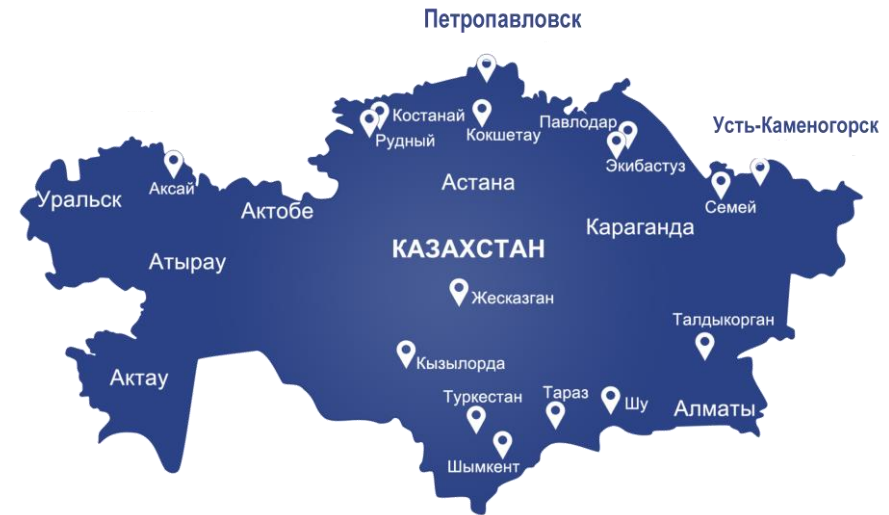 Петропавловск
Костанай
Рудный
Кокшетау
Павлодар
Экибастуз
Усть-Каменогорск
Аксай
Уральск
Актобе
Астана
Семей
Караганда
Атырау
КАЗАХСТАН
Жесказган
Талдыкорган
Кызылорда
Актау
Туркестан
Тараз
Шу
Алматы
Шымкент